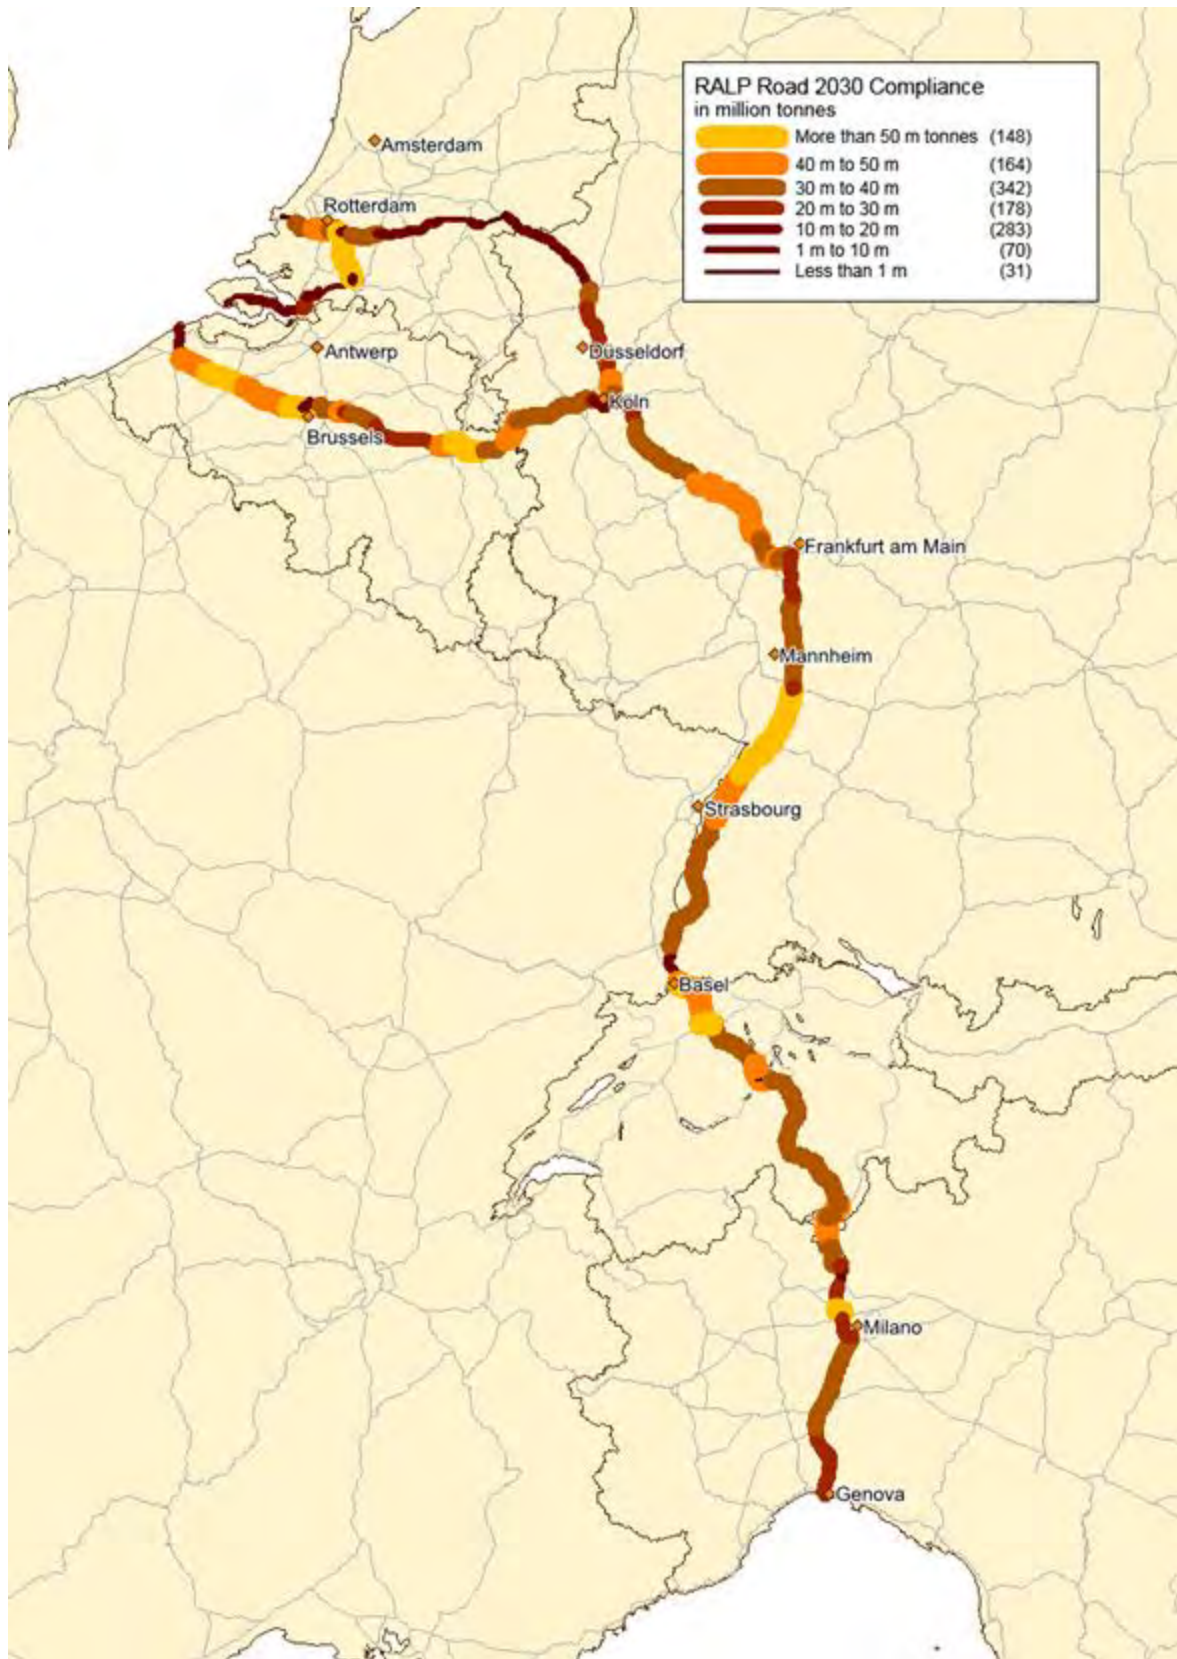 RALP Road 2030 Compliance
in million tonnes
More than 50 m tonnes (148)
40 m to 50 m (164)
30 m to 40 m (342)
20 m to 30 m (178)
10 m to 20 m (283)
1 m to 10 m (70)
Less than 1 m (31)
Amsterdam
Rotterdam
Antwerp
Düsseldorf
Köln
Brussels
Frankfurt am Main
Mannheim
Strasbourg
Basel
Milano
Genova